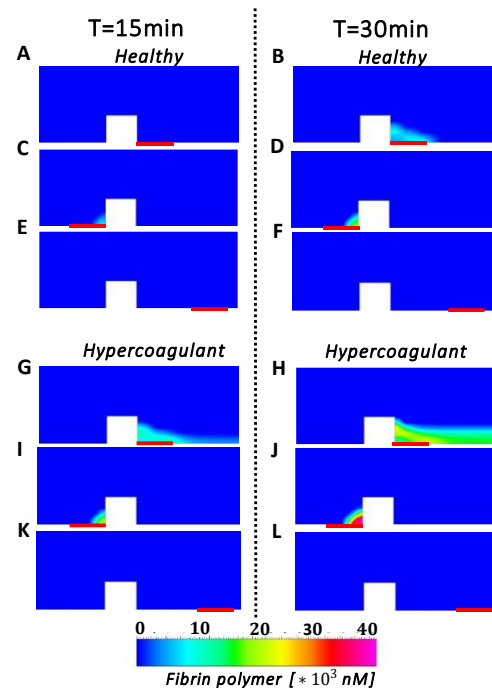 T=15min
T=30min
A
Healthy
B
Healthy
C
D
E
F
G
Hypercoagulant
H
Hypercoagulant
I
J
K
L
0 10 20 30 40
Fibrin polymer [ * 10³ nM]